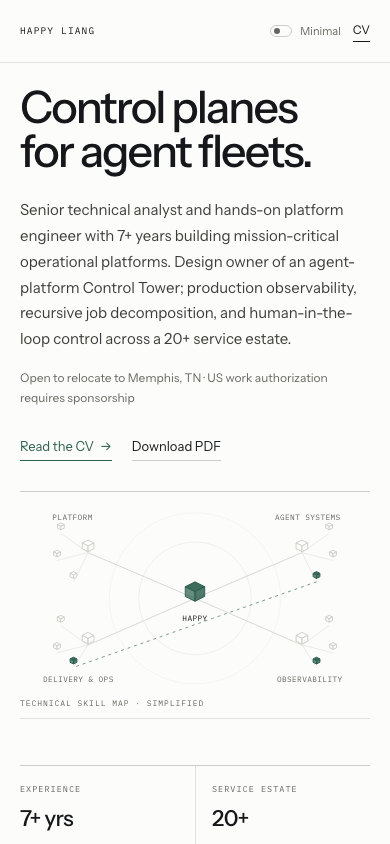 HAPPY LIANG
Minimal CV
Control planes
for agent fleets.
Senior technical analyst and hands-on platform
engineer with 7+ years building mission-critical
operational platforms. Design owner of an agent-
platform Control Tower; production observability,
recursive job decomposition, and human-in-the-
loop control across a 20+ service estate.
Open to relocate to Memphis, TN · US work authorization
requires sponsorship
Read the CV → Download PDF
PLATFORM AGENT SYSTEMS
HAPPY
DELIVERY & OPS OBSERVABILITY
TECHNICAL SKILL MAP · SIMPLIFIED
EXPERIENCE SERVICE ESTATE
7+ yrs 20+